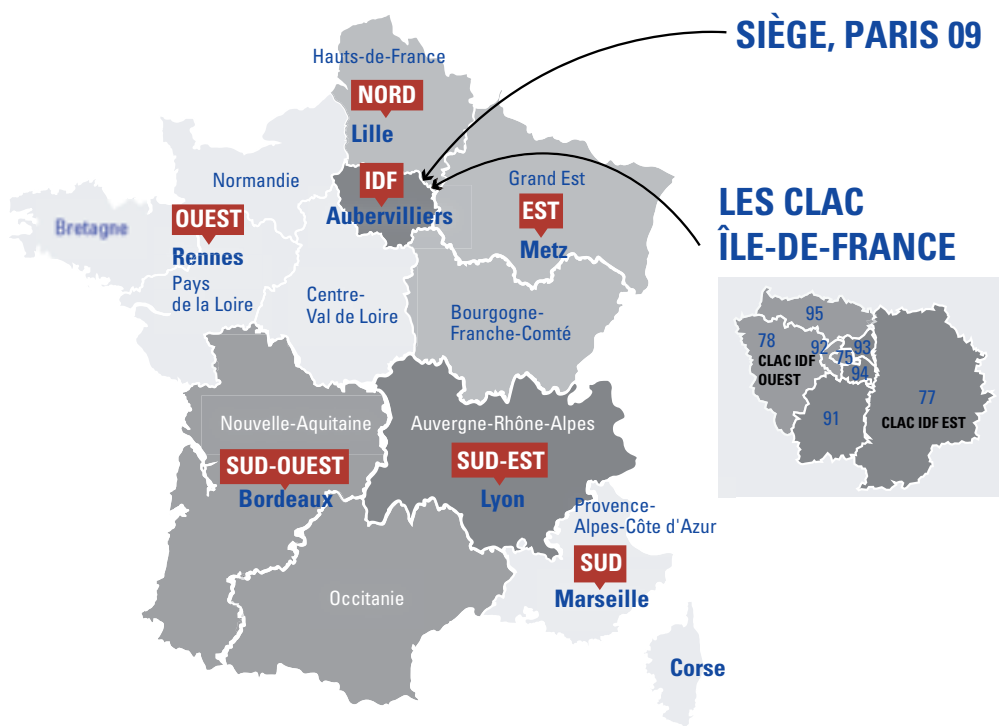 SIÈGE, PARIS 09
Hauts-de-France
NORD
Lille
IDF
Aubervilliers
Normandie
Grand Est
EST
Metz
OUEST
Rennes
Bretagne
Pays
de la Loire
Centre-
Val de Loire
Bourgogne-
Franche-Comté
LES CLAC
ÎLE-DE-FRANCE
95
78
92
93
75
94
CLAC IDF
OUEST
91
77
CLAC IDF EST
Nouvelle-Aquitaine
SUD-OUEST
Bordeaux
Auvergne-Rhône-Alpes
SUD-EST
Lyon
Provence-
Alpes-Côte d'Azur
SUD
Marseille
Occitanie
Corse